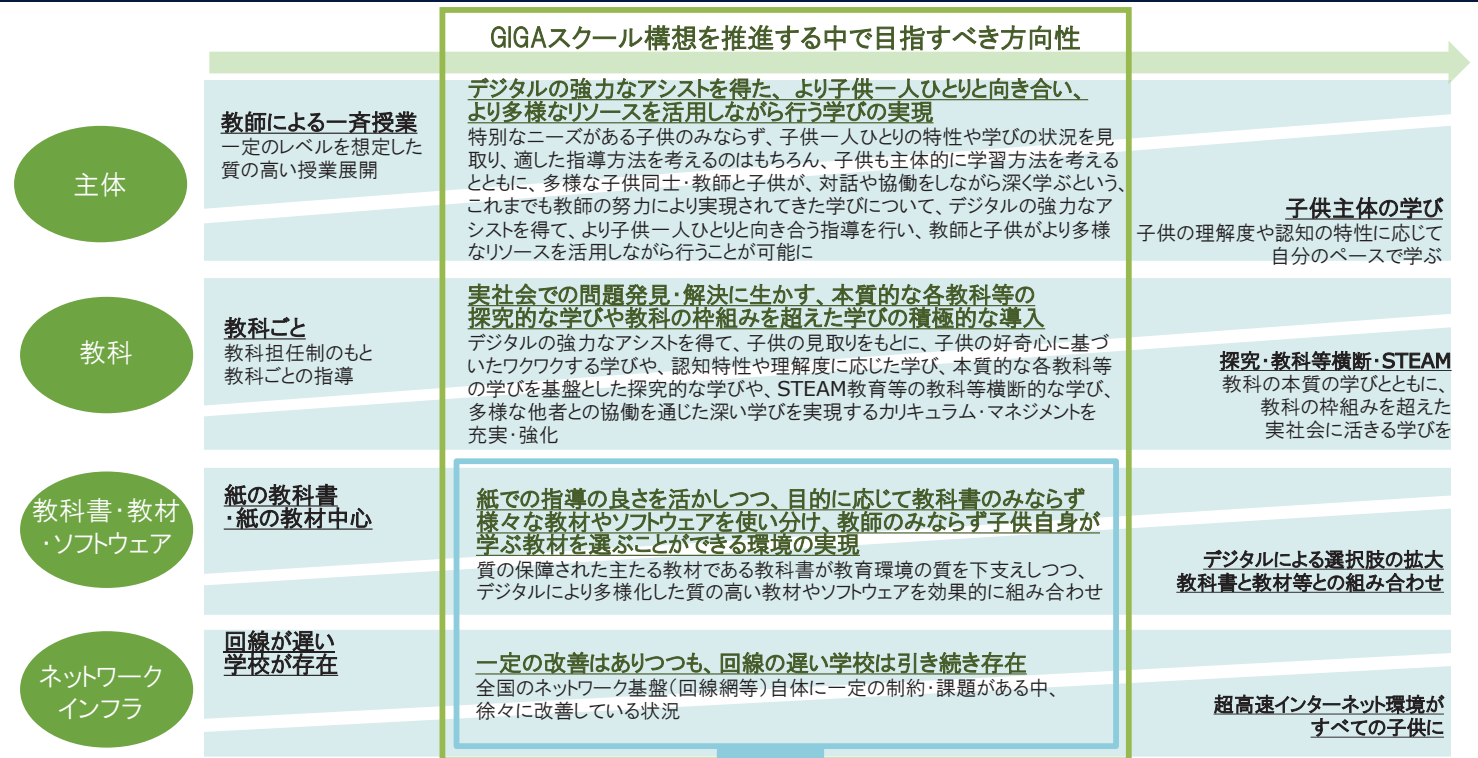 GIGAスクール構想を推進する中で目指すべき方向性
主体
教師による一斉授業
一定のレベルを想定した
質の高い授業展開
デジタルの強力なアシストを得た、より子供一人ひとりと向き合い、
より多様なリソースを活用しながら行う学びの実現
特別なニーズがある子供のみならず、子供一人ひとりの特性や学びの状況を見
取り、適した指導方法を考えるのはもちろん、子供も主体的に学習方法を考える
とともに、多様な子供同士・教師と子供が、対話や協働をしながら深く学ぶという、
これまでも教師の努力により実現されてきた学びについて、デジタルの強力なア
シストを得て、より子供一人ひとりと向き合う指導を行い、教師と子供がより多様
なリソースを活用しながら行うことが可能に
子供主体の学び
子供の理解度や認知の特性に応じて
自分のペースで学ぶ
教科
教科ごと
教科担任制のもと
教科ごとの指導
実社会での問題発見・解決に生かす、本質的な各教科等の
探究的な学びや教科の枠組みを超えた学びの積極的な導入
デジタルの強力なアシストを得て、子供の見取りをもとに、子供の好奇心に基づ
いたワクワクする学びや、認知特性や理解度に応じた学び、本質的な各教科等
の学びを基盤とした探究的な学びや、STEAM教育等の教科等横断的な学び、
多様な他者との協働を通じた深い学びを実現するカリキュラム・マネジメントを
充実・強化
探究・教科等横断・STEAM
教科の本質の学びとともに、
教科の枠組みを超えた
実社会に活きる学びを
教科書・教材
・ソフトウェア
紙の教科書
・紙の教材中心
紙での指導の良さを活かしつつ、目的に応じて教科書のみならず
様々な教材やソフトウェアを使い分け、教師のみならず子供自身が
学ぶ教材を選ぶことができる環境の実現
質の保障された主たる教材である教科書が教育環境の質を下支えしつつ、
デジタルにより多様化した質の高い教材やソフトウェアを効果的に組み合わせ
デジタルによる選択肢の拡大
教科書と教材等との組み合わせ
ネットワーク
インフラ
回線が遅い
学校が存在
一定の改善はありつつも、回線の遅い学校は引き続き存在
全国のネットワーク基盤(回線網等)自体に一定の制約・課題がある中、
徐々に改善している状況
超高速インターネット環境が
すべての子供に